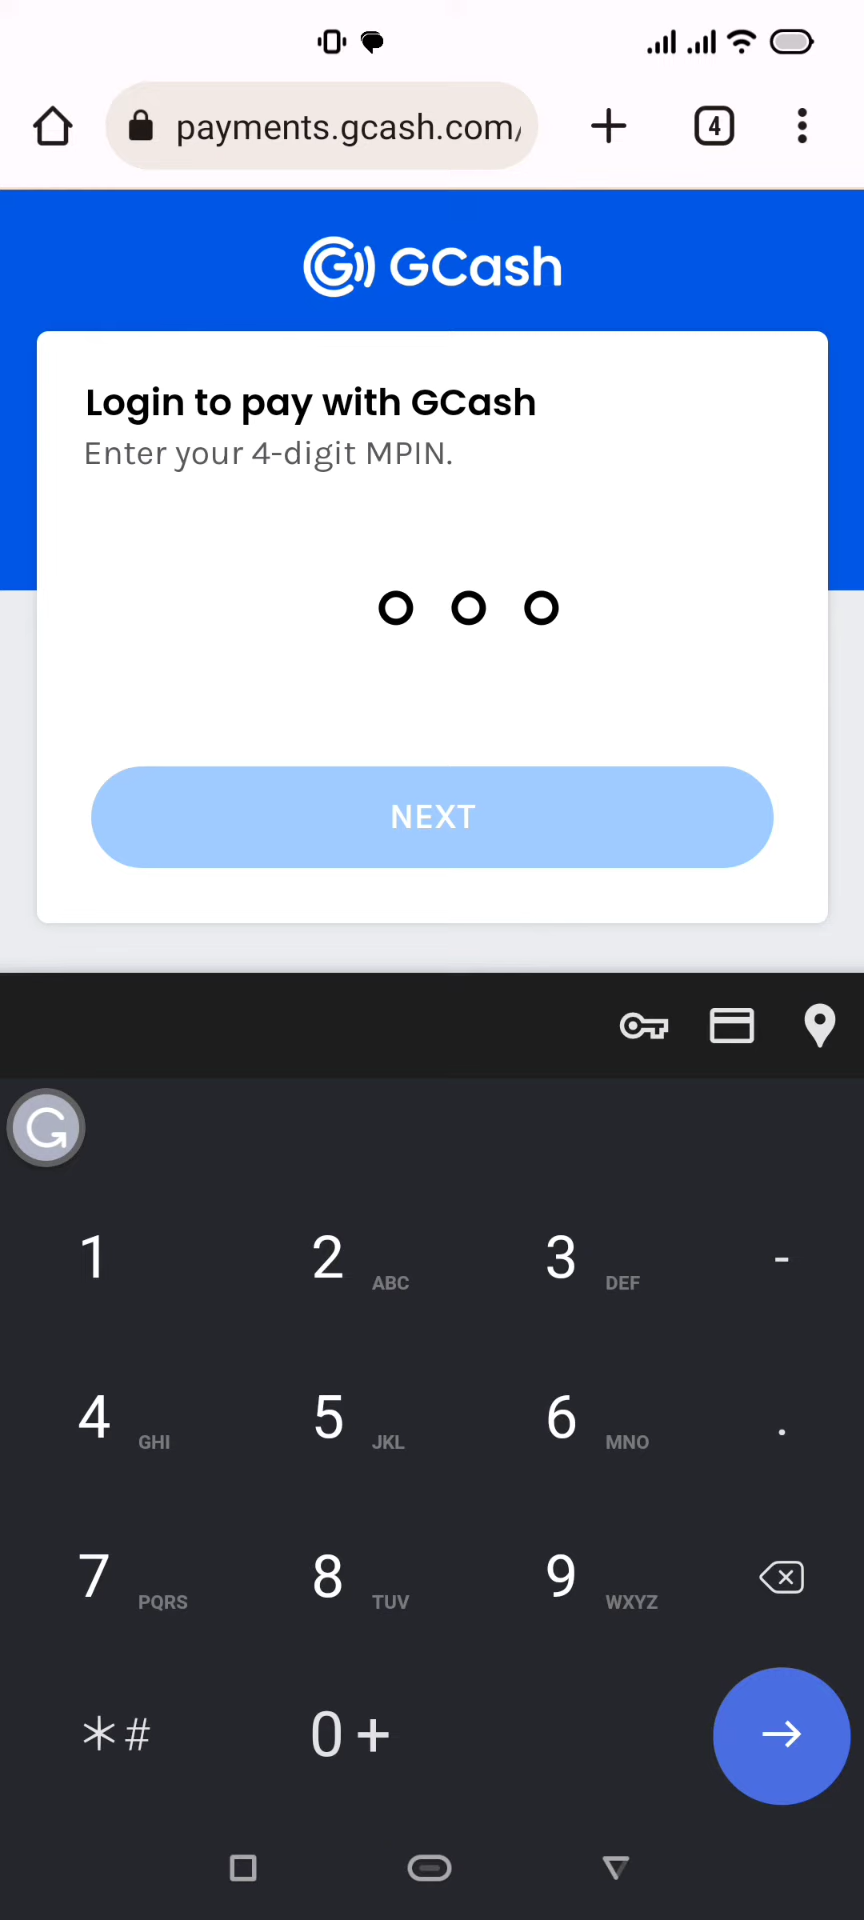 payments.gcash.com/
4
GCash
Login to pay with GCash
Enter your 4-digit MPIN.
NEXT
1 2 ABC 3 DEF -
4 GHI 5 JKL 6 MNO .
7 PQRS 8 TUV 9 WXYZ
*# 0 +